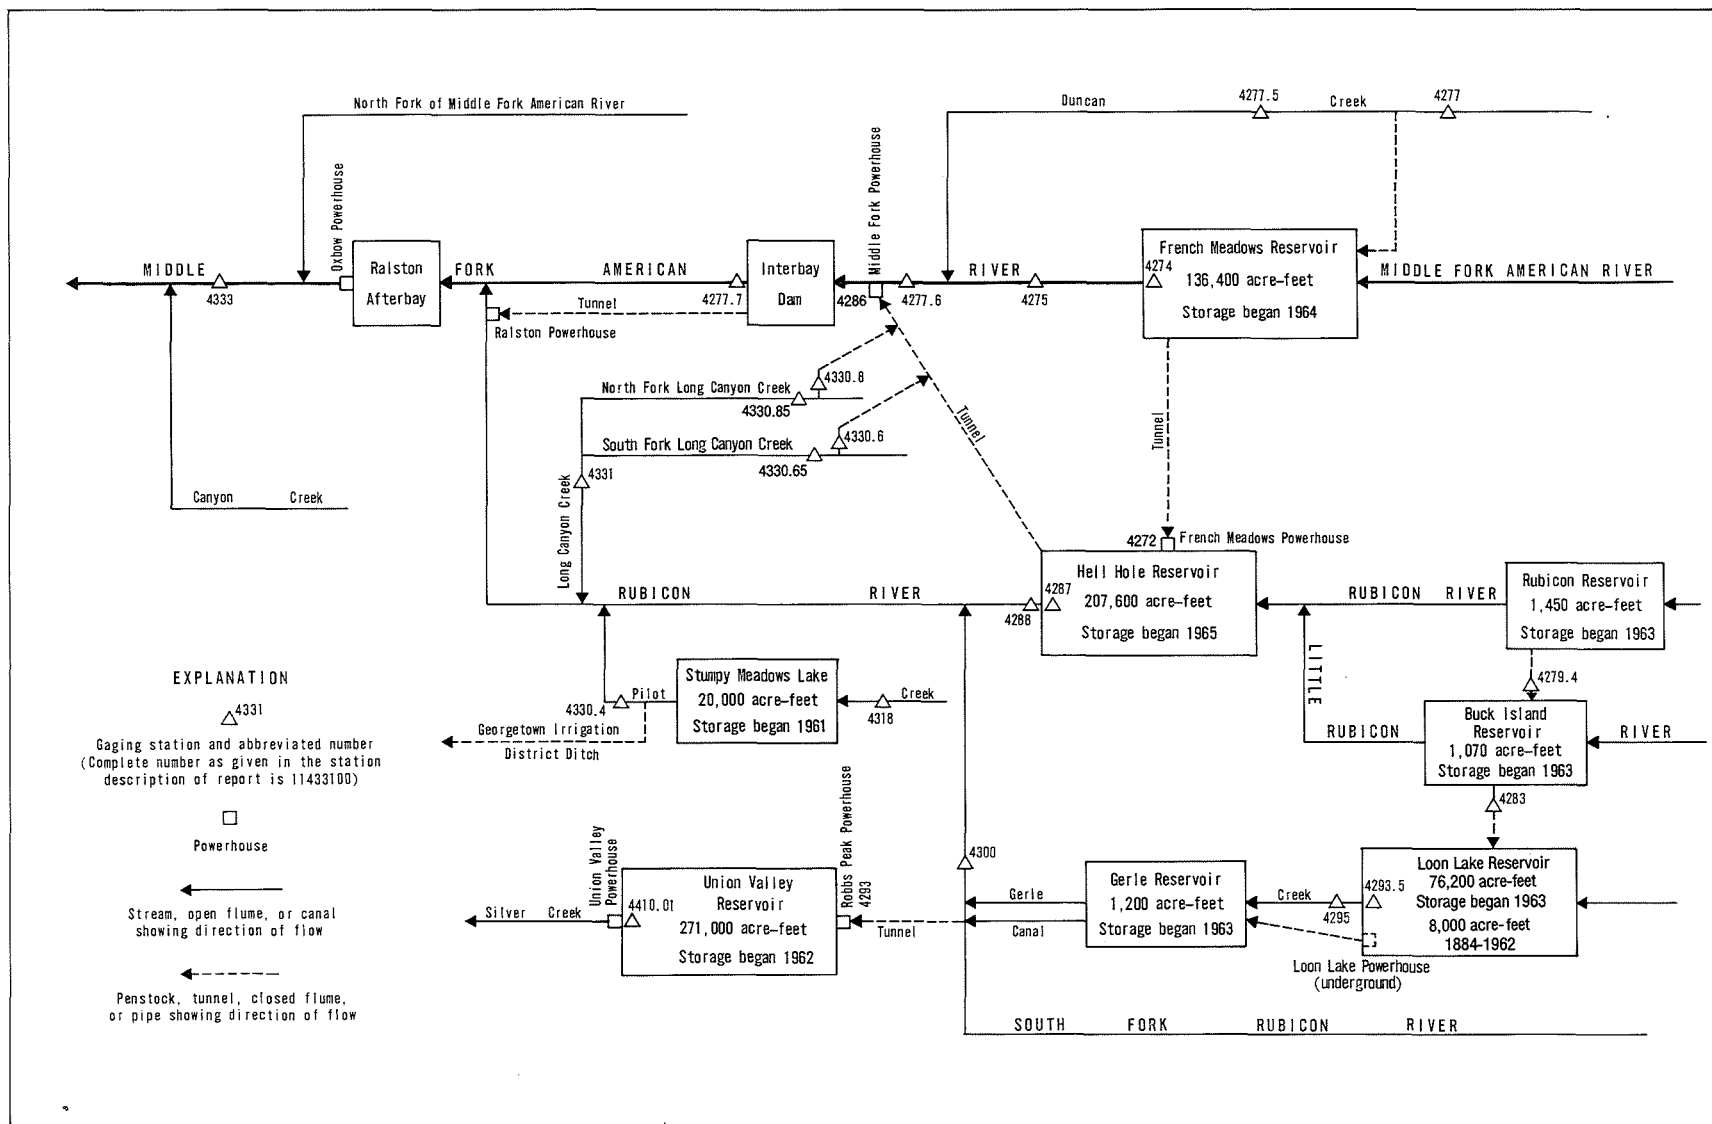 North Fork of Middle Fork American River
Duncan
4277.5
Creek
4277
Oxbow Powerhouse
Middle Fork Powerhouse
MIDDLE
4333
Ralston
Afterbay
FORK
AMERICAN
4277.7
Tunnel
Ralston Powerhouse
Interbay
Dam
4286
4277.6
RIVER
4275
French Meadows Reservoir
4274
136,400 acre-feet
Storage began 1964
MIDDLE FORK AMERICAN RIVER
North Fork Long Canyon Creek
4330.8
4330.85
South Fork Long Canyon Creek
4330.6
4330.65
Tunnel
Tunnel
Canyon Creek
Long Canyon Creek
4331
4272
French Meadows Powerhouse
RUBICON RIVER
4288
Hell Hole Reservoir
4287
207,600 acre-feet
Storage began 1965
RUBICON RIVER
Rubicon Reservoir
1,450 acre-feet
Storage began 1963
LITTLE
4279.4
RUBICON
Buck Island
Reservoir
1,070 acre-feet
Storage began 1963
RIVER
4283
Stumpy Meadows Lake
20,000 acre-feet
Storage began 1961
Pilot
4330.4
Creek
4318
Georgetown Irrigation
District Ditch
EXPLANATION
4331
Gaging station and abbreviated number
(Complete number as given in the station
description of report is 11433100)
Powerhouse
Stream, open flume, or canal
showing direction of flow
Penstock, tunnel, closed flume,
or pipe showing direction of flow
Silver Creek
Union Valley
Powerhouse
4410.01
Union Valley
Reservoir
271,000 acre-feet
Storage began 1962
Robbs Peak Powerhouse
4293
Tunnel
4300
Gerle
Canal
Gerle Reservoir
1,200 acre-feet
Storage began 1963
Creek
4295
Loon Lake Reservoir
76,200 acre-feet
4293.5
Storage began 1963
8,000 acre-feet
1884-1962
Loon Lake Powerhouse
(underground)
SOUTH FORK RUBICON RIVER